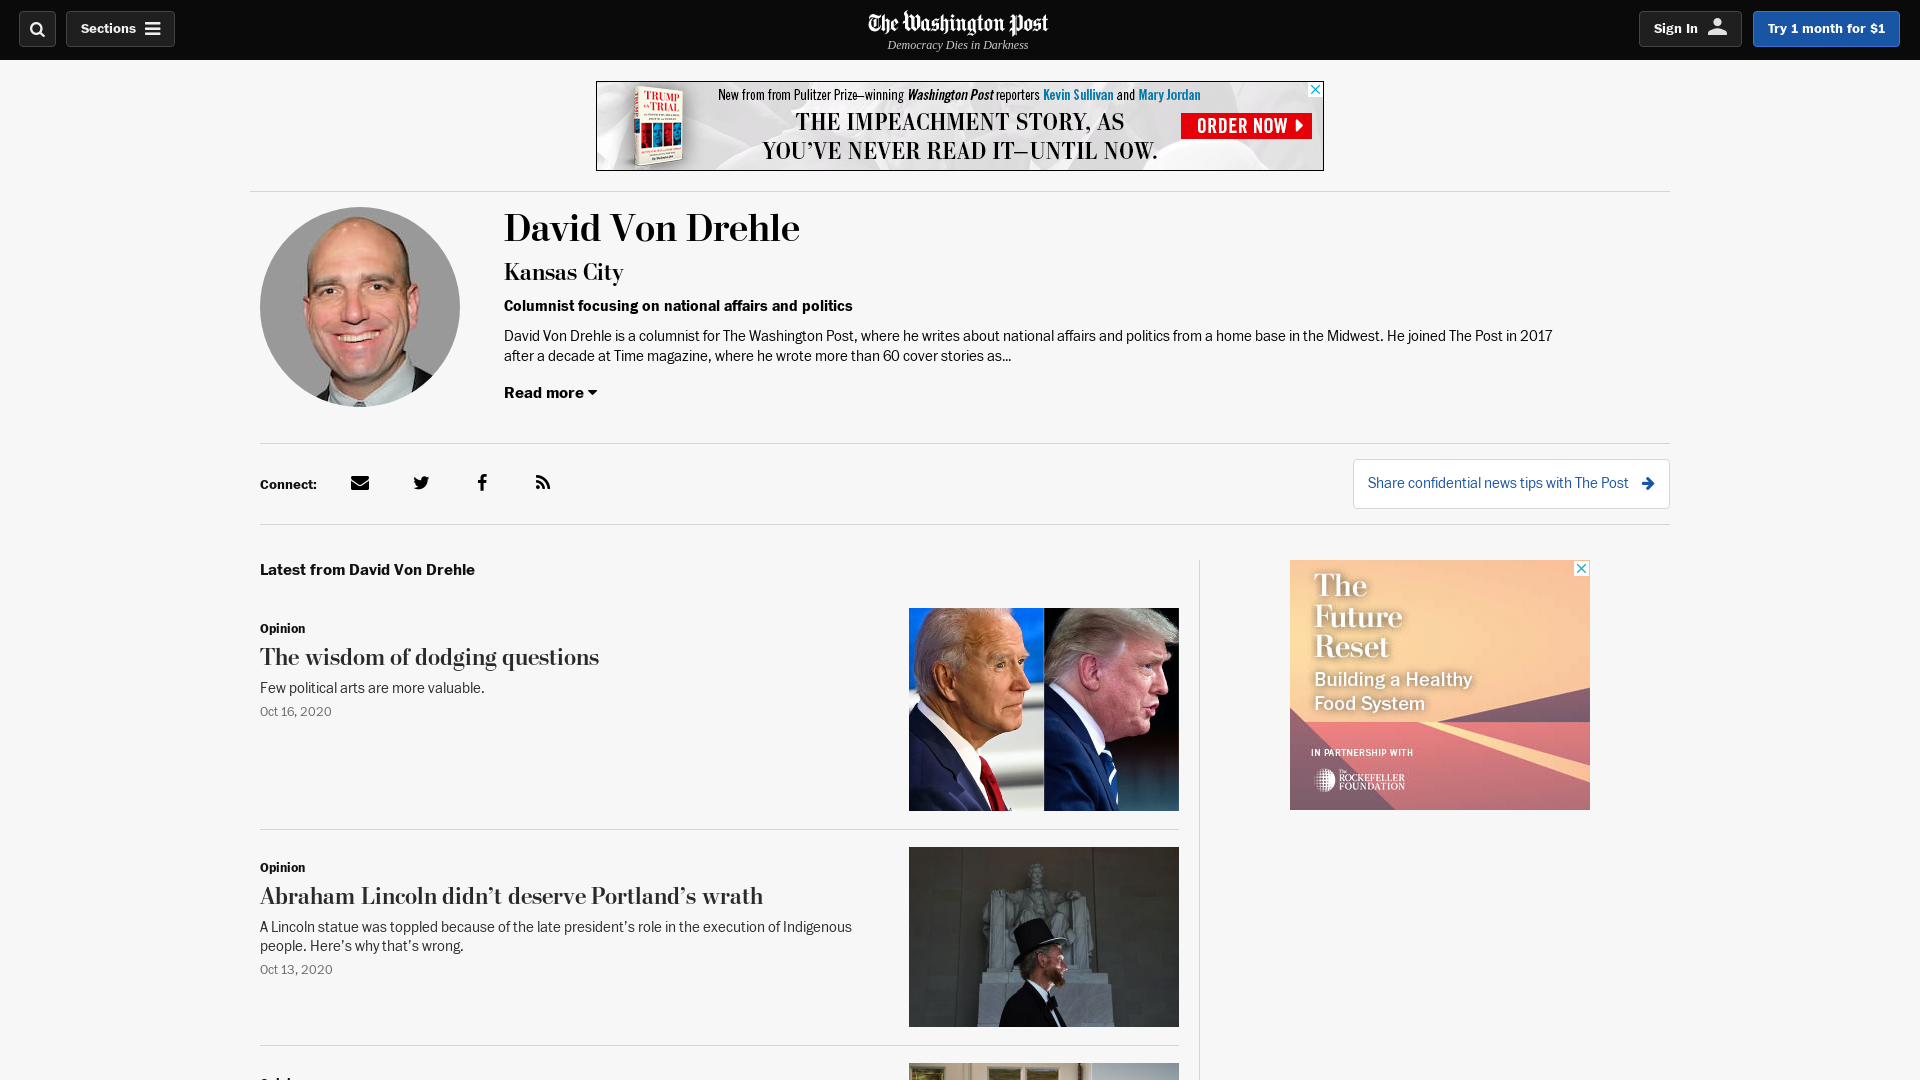 Sections
The Washington Post
Democracy Dies in Darkness
Sign In
Try 1 month for $1
TRUMP
ON TRIAL
New from from Pulitzer Prize–winning Washington Post reporters Kevin Sullivan and Mary Jordan
THE IMPEACHMENT STORY, AS
YOU’VE NEVER READ IT—UNTIL NOW.
ORDER NOW
David Von Drehle
Kansas City
Columnist focusing on national affairs and politics
David Von Drehle is a columnist for The Washington Post, where he writes about national affairs and politics from a home base in the Midwest. He joined The Post in 2017
after a decade at Time magazine, where he wrote more than 60 cover stories as...
Read more
Connect:
Share confidential news tips with The Post
Latest from David Von Drehle
Opinion
The wisdom of dodging questions
Few political arts are more valuable.
Oct 16, 2020
Opinion
Abraham Lincoln didn’t deserve Portland’s wrath
A Lincoln statue was toppled because of the late president’s role in the execution of Indigenous
people. Here’s why that’s wrong.
Oct 13, 2020
The
Future
Reset
Building a Healthy
Food System
IN PARTNERSHIP WITH
The
ROCKEFELLER
FOUNDATION